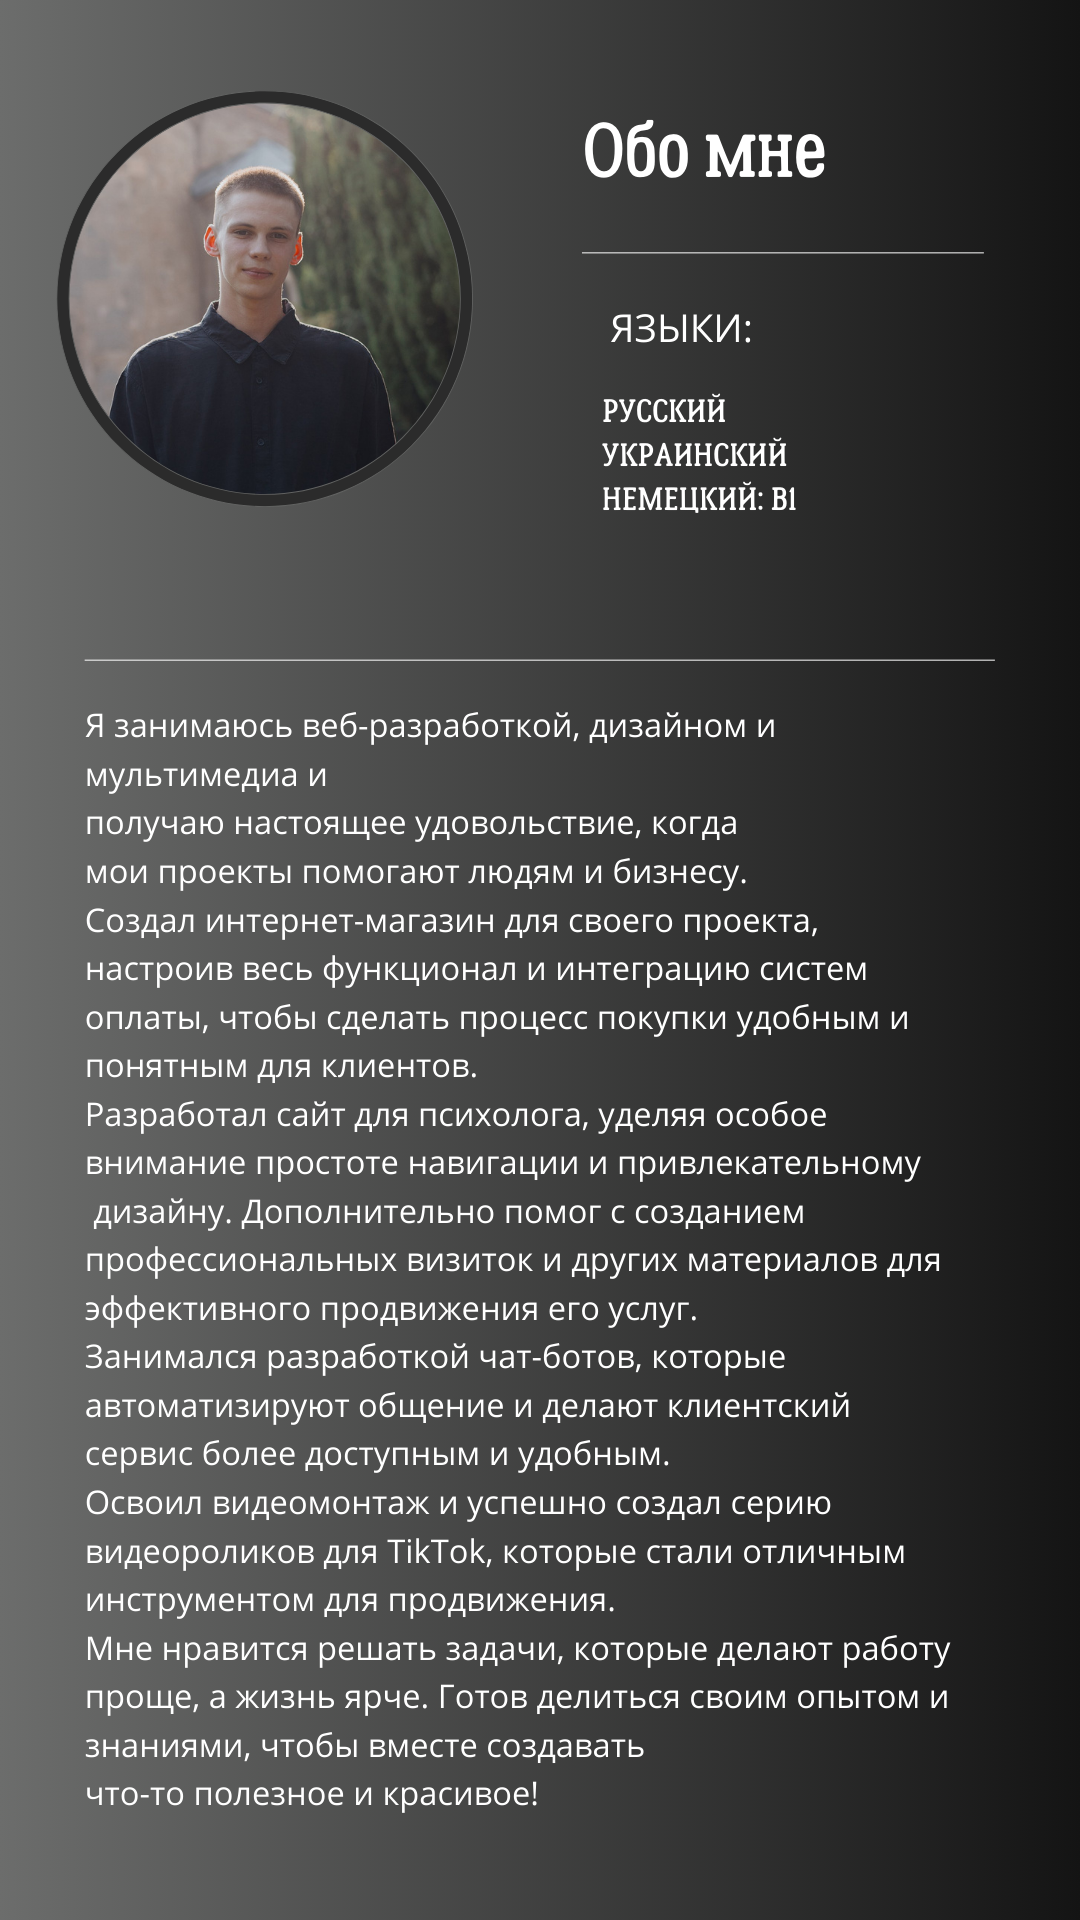 Обо мне
ЯЗЫКИ:
РУССКИЙ
УКРАИНСКИЙ
НЕМЕЦКИЙ: B1
Я занимаюсь веб-разработкой, дизайном и
мультимедиа и
получаю настоящее удовольствие, когда
мои проекты помогают людям и бизнесу.
Создал интернет-магазин для своего проекта,
настроив весь функционал и интеграцию систем
оплаты, чтобы сделать процесс покупки удобным и
понятным для клиентов.
Разработал сайт для психолога, уделяя особое
внимание простоте навигации и привлекательному
дизайну. Дополнительно помог с созданием
профессиональных визиток и других материалов для
эффективного продвижения его услуг.
Занимался разработкой чат-ботов, которые
автоматизируют общение и делают клиентский
сервис более доступным и удобным.
Освоил видеомонтаж и успешно создал серию
видеороликов для TikTok, которые стали отличным
инструментом для продвижения.
Мне нравится решать задачи, которые делают работу
проще, а жизнь ярче. Готов делиться своим опытом и
знаниями, чтобы вместе создавать
что-то полезное и красивое!